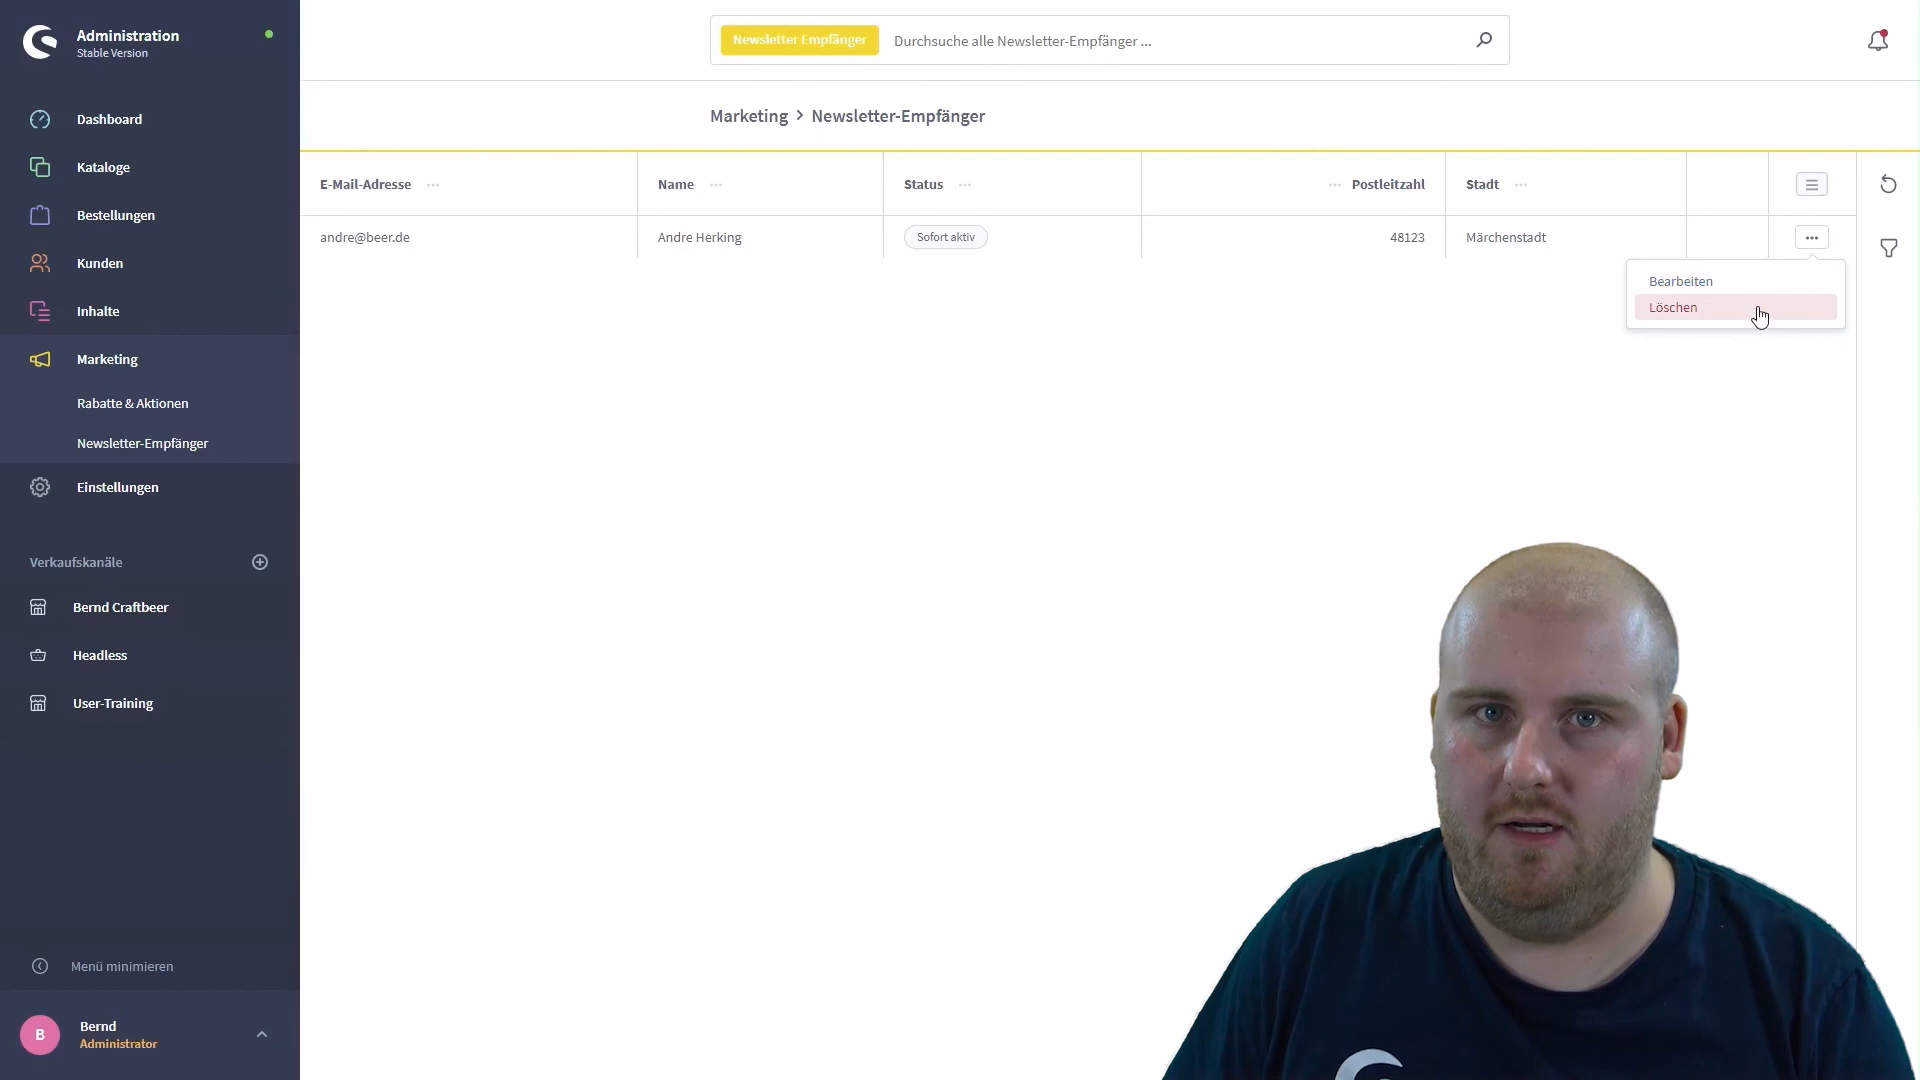 Administration
Stable Version
Newsletter Empfänger
Durchsuche alle Newsletter-Empfänger ...
Marketing > Newsletter-Empfänger
Dashboard
Kataloge
Bestellungen
Kunden
Inhalte
Marketing
Rabatte & Aktionen
Newsletter-Empfänger
Einstellungen
Verkaufskanäle
Bernd Craftbeer
Headless
User-Training
Menü minimieren
B
Bernd
Administrator
E-Mail-Adresse
Name
Status
Postleitzahl
Stadt
andre@beer.de
Andre Herking
Sofort aktiv
48123
Märchenstadt
Bearbeiten
Löschen